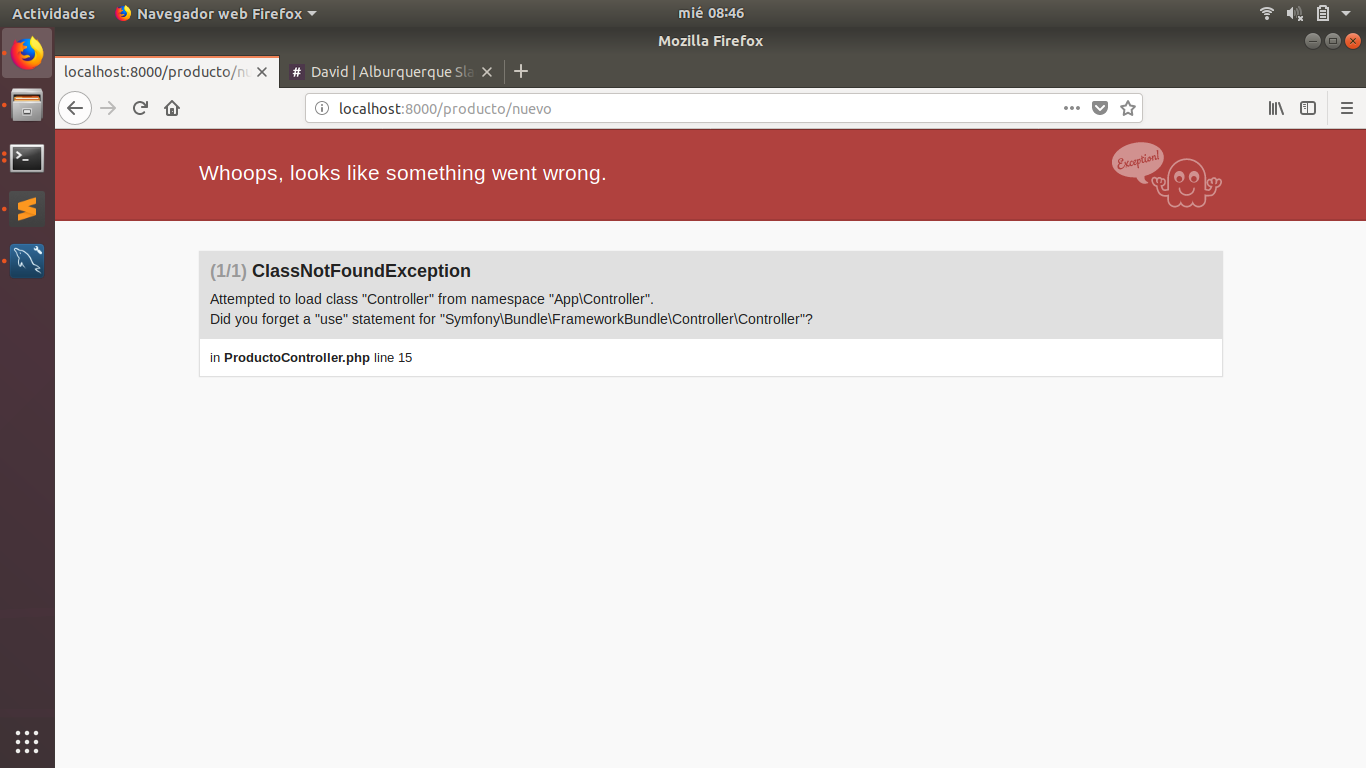 Actividades
Navegador web Firefox
mié 08:46
Mozilla Firefox
localhost:8000/producto/nu
# David | Alburquerque Sla
localhost:8000/producto/nuevo
Whoops, looks like something went wrong.
Exception!
(1/1) ClassNotFoundException
Attempted to load class "Controller" from namespace "App\Controller".
Did you forget a "use" statement for "Symfony\Bundle\FrameworkBundle\Controller\Controller"?
in ProductoController.php line 15